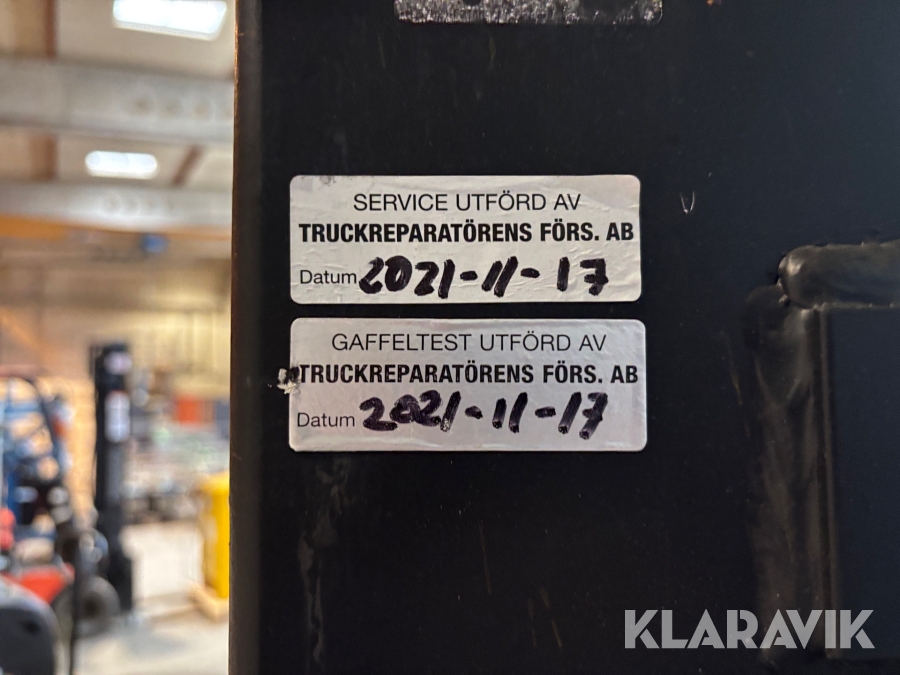 SERVICE UTFÖRD AV
TRUCKREPARATÖRENS FÖRS. AB
Datum 2021-11-17
GAFFELTEST UTFÖRD AV
TRUCKREPARATÖRENS FÖRS. AB
Datum 2021-11-17
KLARAVIK